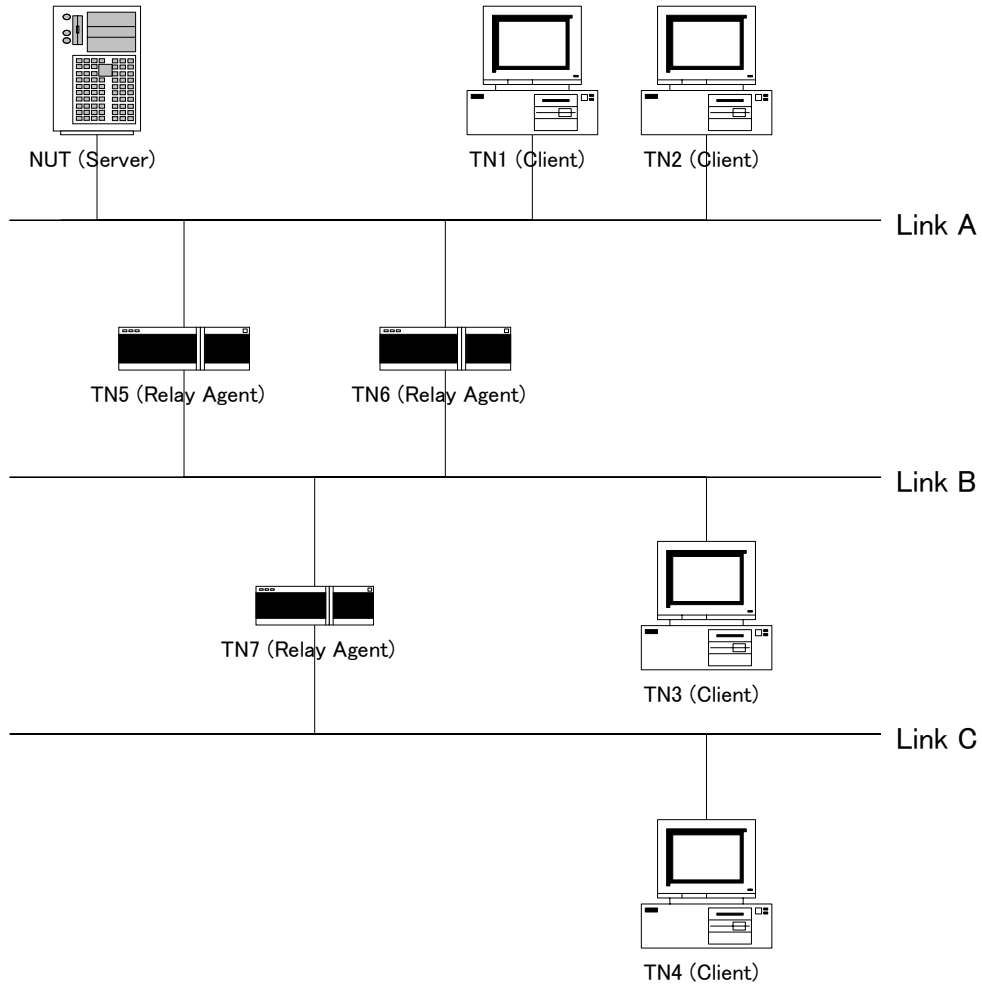 NUT (Server)
TN1 (Client)
TN2 (Client)
Link A
TN5 (Relay Agent)
TN6 (Relay Agent)
Link B
TN7 (Relay Agent)
TN3 (Client)
Link C
TN4 (Client)